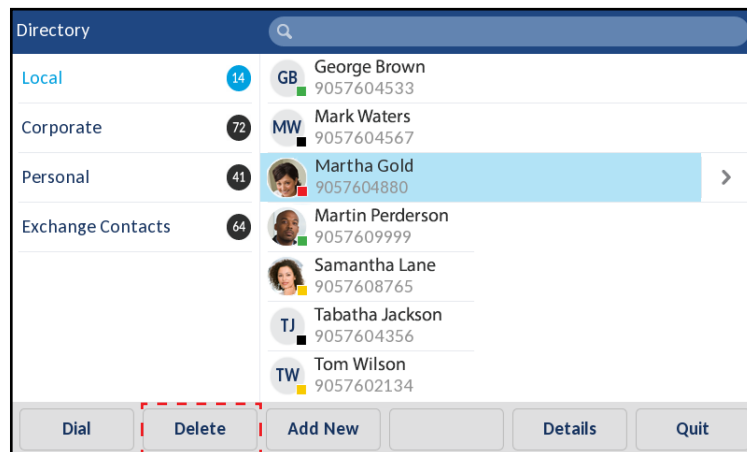 Directory
Local 14
Corporate 72
Personal 41
Exchange Contacts 64
GB George Brown
9057604533
MW Mark Waters
9057604567
Martha Gold
9057604880
Martin Perderson
9057609999
Samantha Lane
9057608765
TJ Tabatha Jackson
9057604356
TW Tom Wilson
9057602134
Dial Delete Add New Details Quit